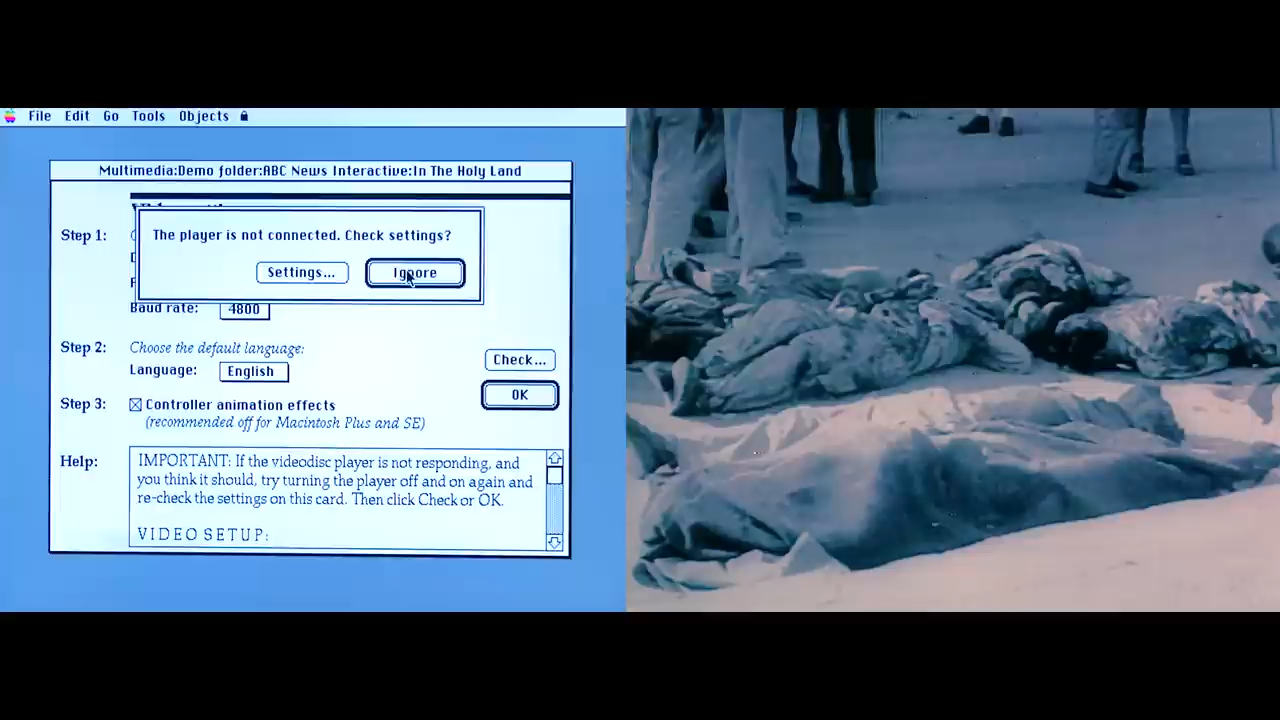 File Edit Go Tools Objects
Multimedia:Demo folder:ABC News Interactive:In The Holy Land
The player is not connected. Check settings?
Settings... Ignore
Step 1:
Baud rate: 4800
Step 2: Choose the default language:
Language: English
Check...
OK
Step 3: Controller animation effects
(recommended off for Macintosh Plus and SE)
Help: IMPORTANT: If the videodisc player is not responding, and
you think it should, try turning the player off and on again and
re-check the settings on this card. Then click Check or OK.
VIDEO SETUP: